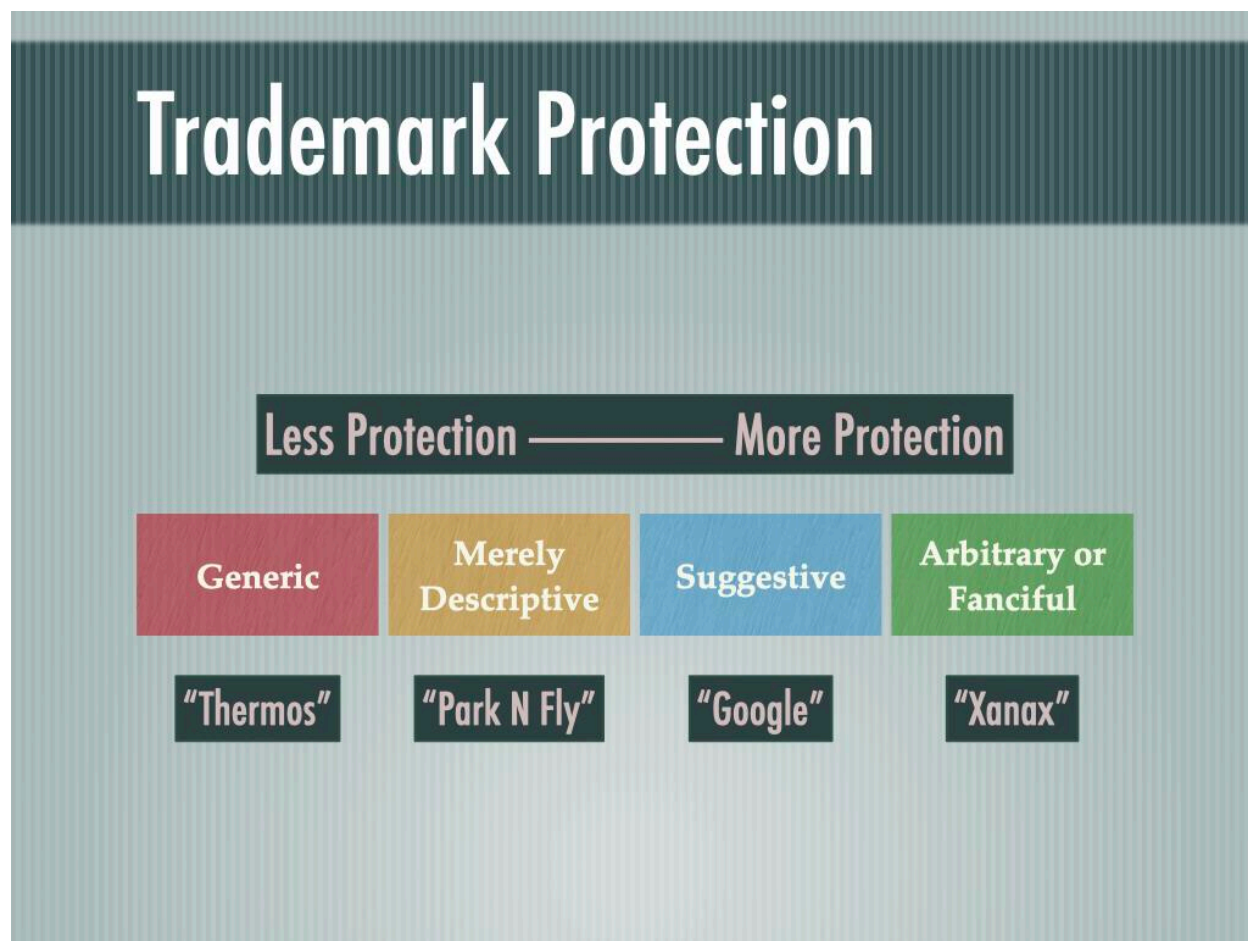 Trademark Protection
Less Protection ———— More Protection
Generic
Merely
Descriptive
Suggestive
Arbitrary or
Fanciful
“Thermos”
“Park N Fly”
“Google”
“Xanax”